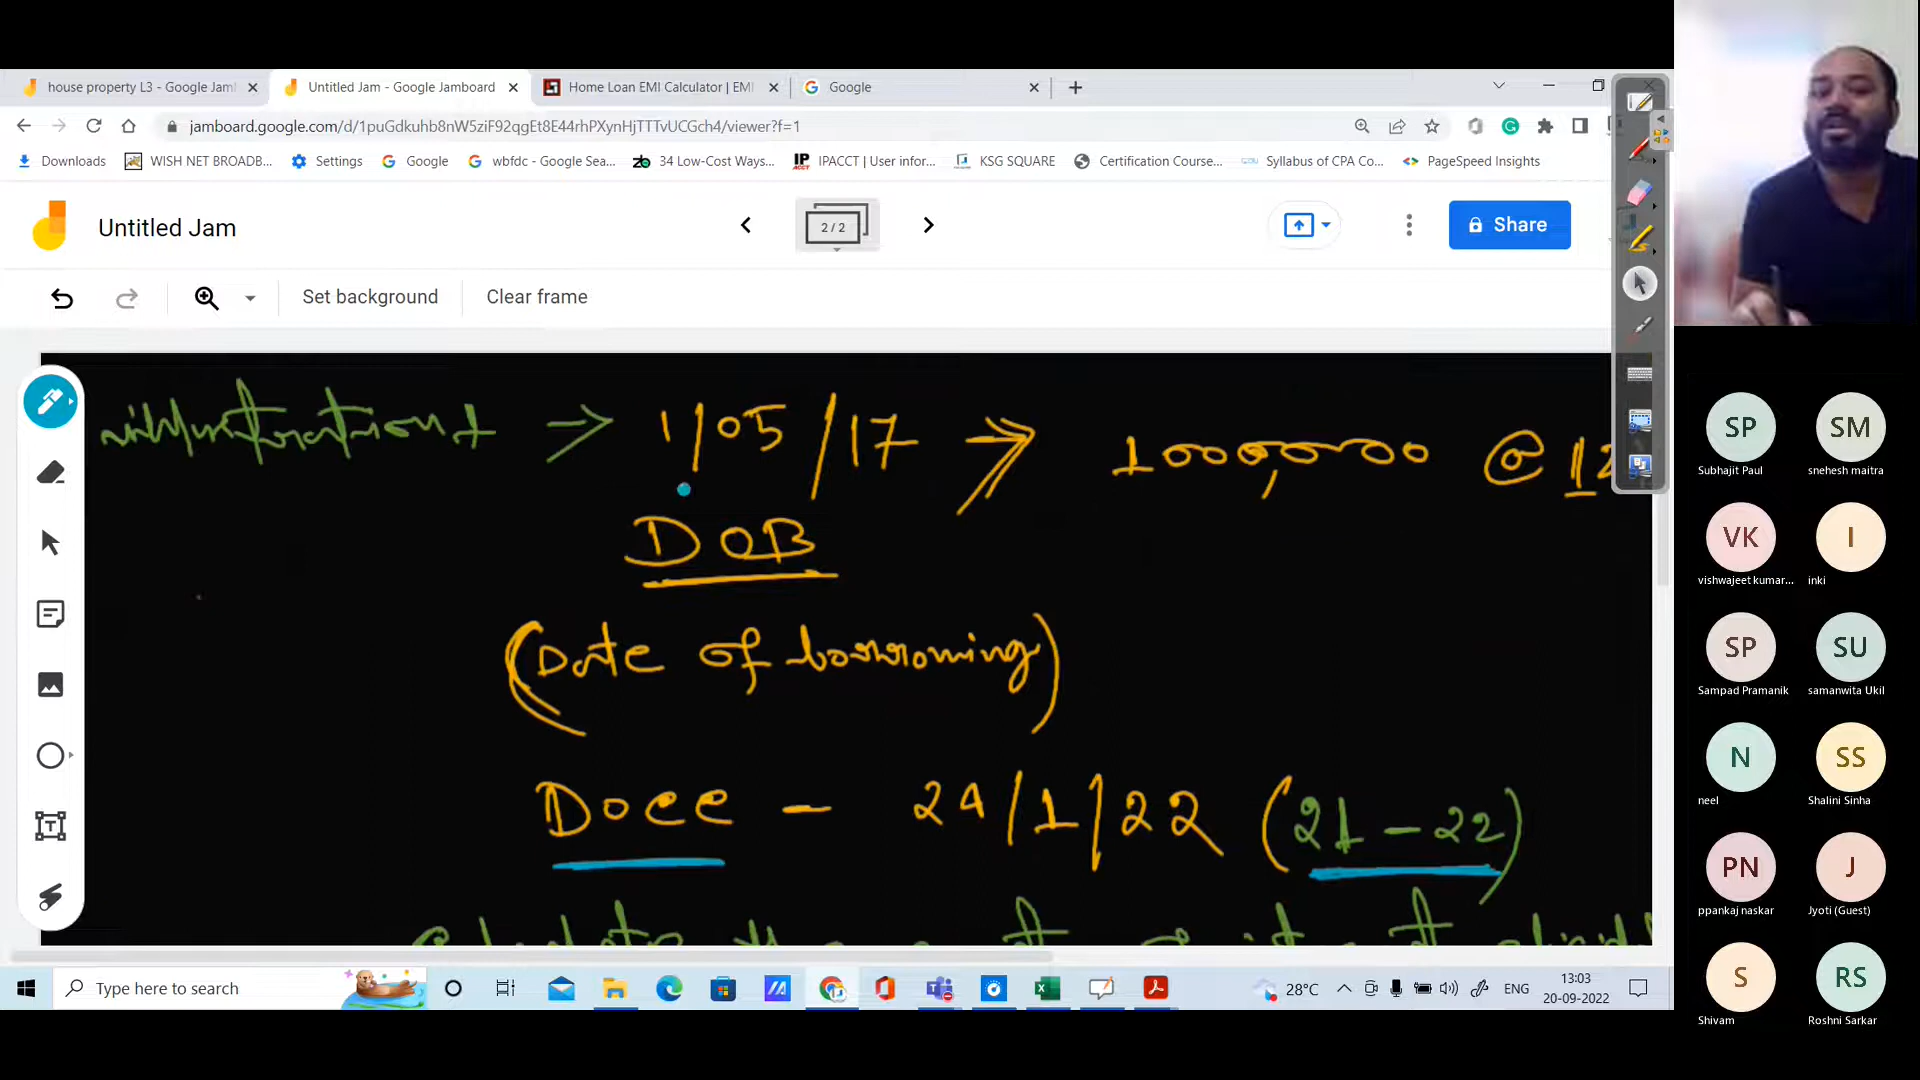 house property L3 - Google Jam
Untitled Jam - Google Jamboard
Home Loan EMI Calculator | EMI
Google
jamboard.google.com/d/1puGdkuhb8nW5ziF92qgEt8E44rhPXynHjTTTvUCGch4/viewer?f=1
Downloads
WISH NET BROADB...
Settings
Google
wbfdc - Google Sea...
34 Low-Cost Ways...
IPACCT | User infor...
KSG SQUARE
Certification Course...
Syllabus of CPA Co...
PageSpeed Insights
Untitled Jam
2 / 2
Share
Set background
Clear frame
1/05/17 → 1000,000 @ 12
DOB
(Date of borrowing)
DOCC - 24/1/22 (21-22)
Type here to search
28°C
ENG
13:03
20-09-2022
SP
Subhajit Paul
SM
snehesh maitra
VK
vishwajeet kumar...
I
inki
SP
Sampad Pramanik
SU
samanwita Ukil
N
neel
SS
Shalini Sinha
PN
ppankaj naskar
J
Jyoti (Guest)
S
Shivam
RS
Roshni Sarkar